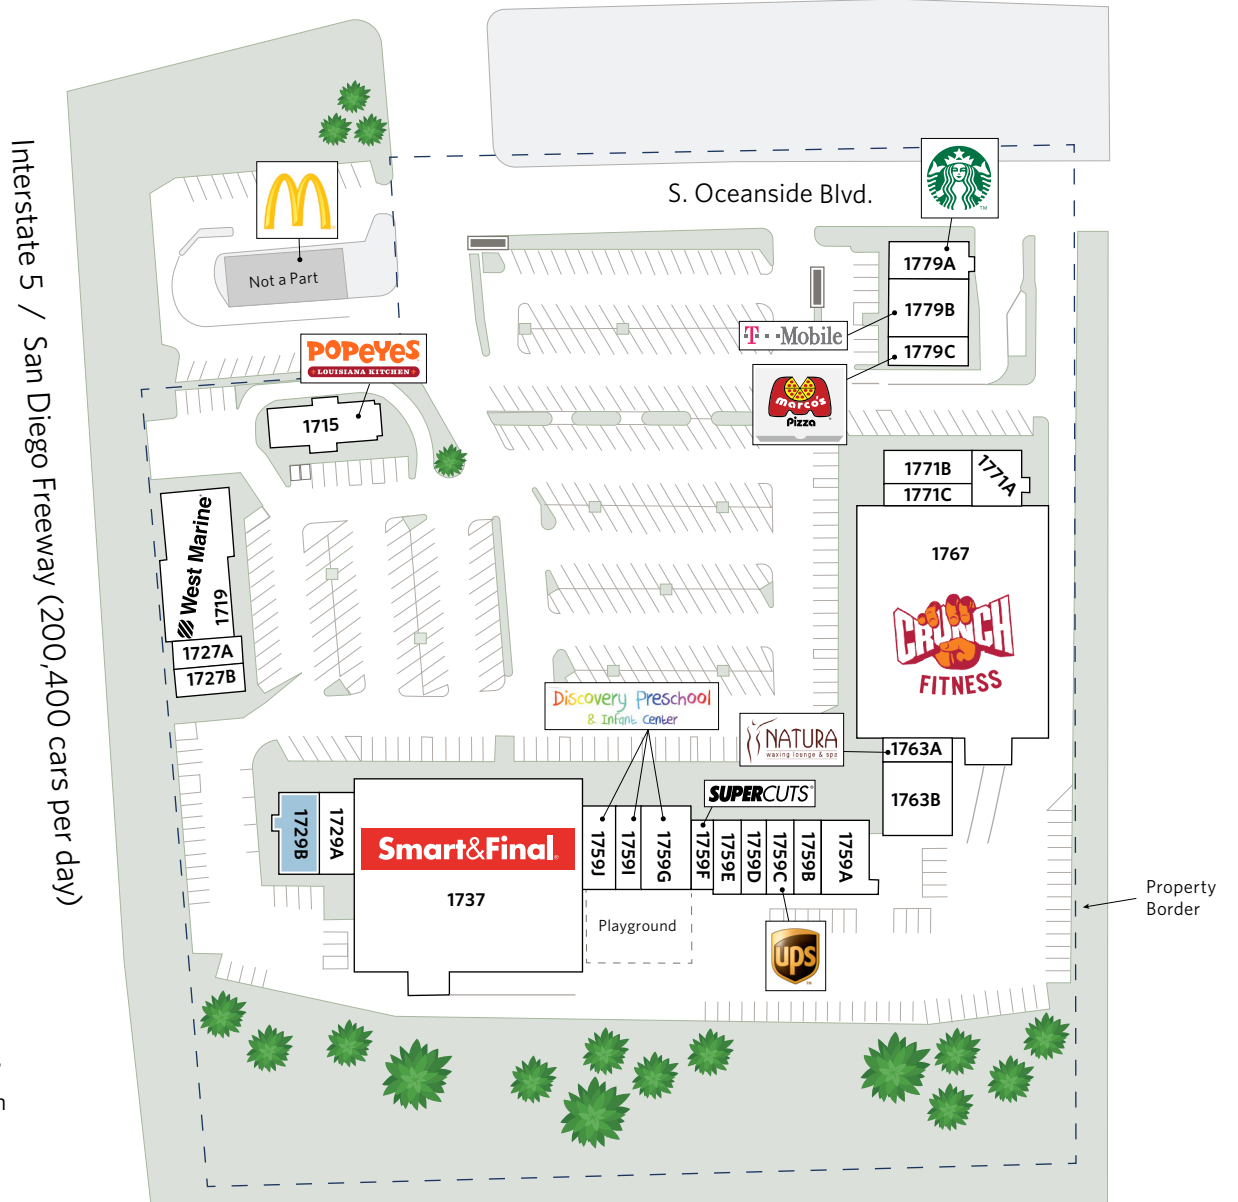 Interstate 5 / San Diego Freeway (200,400 cars per day)
S. Oceanside Blvd.
Not a Part
POPEYES
LOUISIANA KITCHEN
1715
West Marine
1719
1727A
1727B
1779A
1779B
1779C
T Mobile
marco's
Pizza
1771B
1771C
1771A
1767
CRUNCH
FITNESS
NATURA
waxing lounge & spa
1763A
1763B
Discovery Preschool
& Infant Center
SUPERCUTS
1729B
1729A
Smart&Final.
1737
1759J
1759I
1759G
1759F
1759E
1759D
1759C
1759B
1759A
Playground
ups
Property
Border